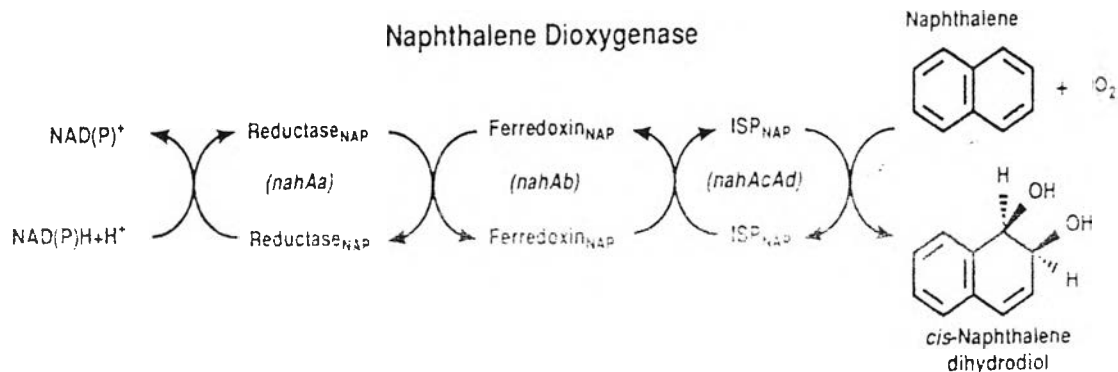 Naphthalene Dioxygenase
Naphthalene
+ O₂
NAD(P)⁺
Reductase_NAP
Ferredoxin_NAP
ISP_NAP
(nahAa)
(nahAb)
(nahAcAd)
NAD(P)H+H⁺
Reductase_NAP
Ferredoxin_NAP
ISP_NAP
H
OH
OH
H
cis-Naphthalene
dihydrodiol